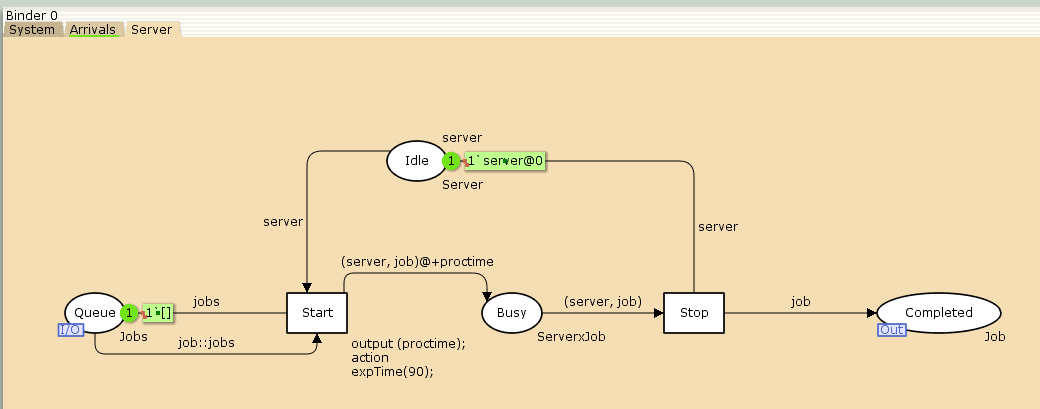 Binder 0
System Arrivals Server
server
Idle
1
1`server@0
Server
server
server
(server, job)@+proctime
jobs
(server, job)
job
Queue
1
1`[]
Start
Busy
Stop
Completed
I/O
Jobs
job::jobs
ServerxJob
Out
Job
output (proctime);
action
expTime(90);